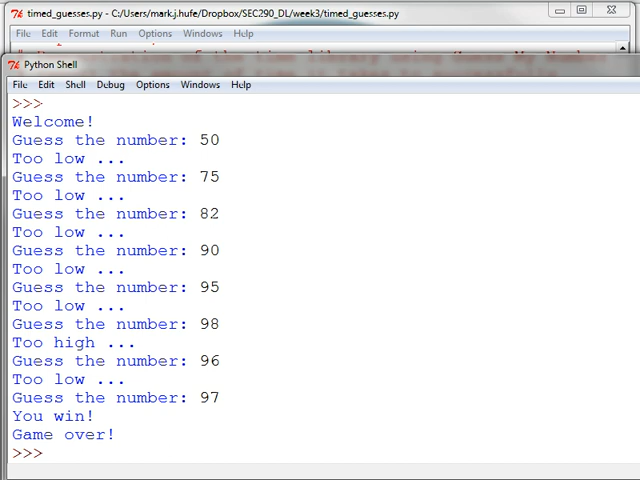 timed_guesses.py - C:/Users/mark.j.hufe/Dropbox/SEC290_DL/week3/timed_guesses.py
File Edit Format Run Options Windows Help
Python Shell
File Edit Shell Debug Options Windows Help
>>>
Welcome!
Guess the number: 50
Too low ...
Guess the number: 75
Too low ...
Guess the number: 82
Too low ...
Guess the number: 90
Too low ...
Guess the number: 95
Too low ...
Guess the number: 98
Too high ...
Guess the number: 96
Too low ...
Guess the number: 97
You win!
Game over!
>>>